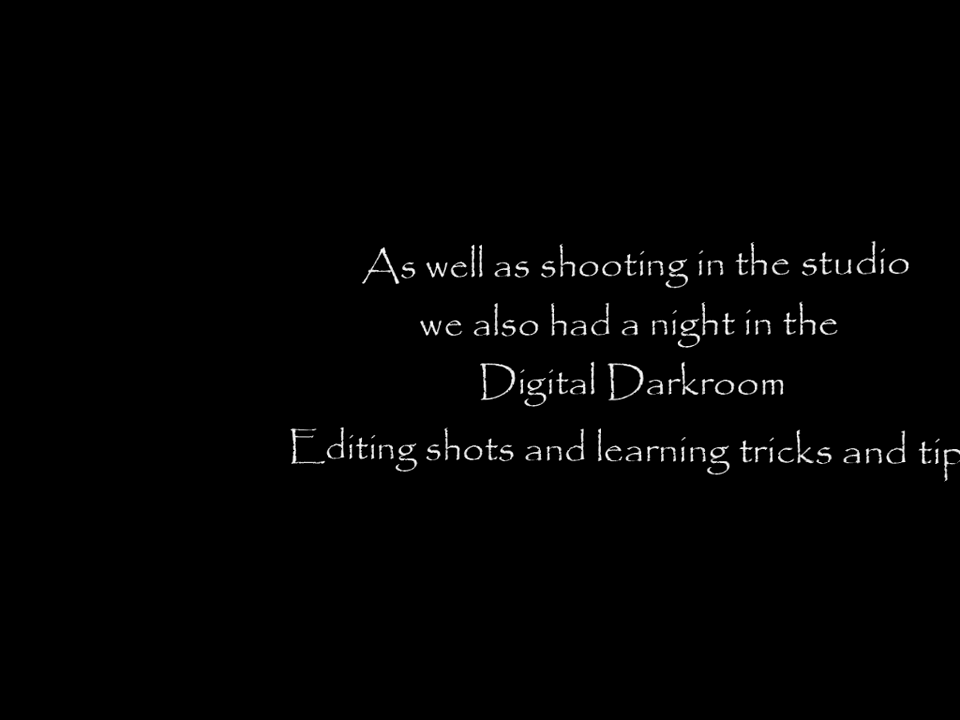 As well as shooting in the studio
we also had a night in the
Digital Darkroom
Editing shots and learning tricks and tip